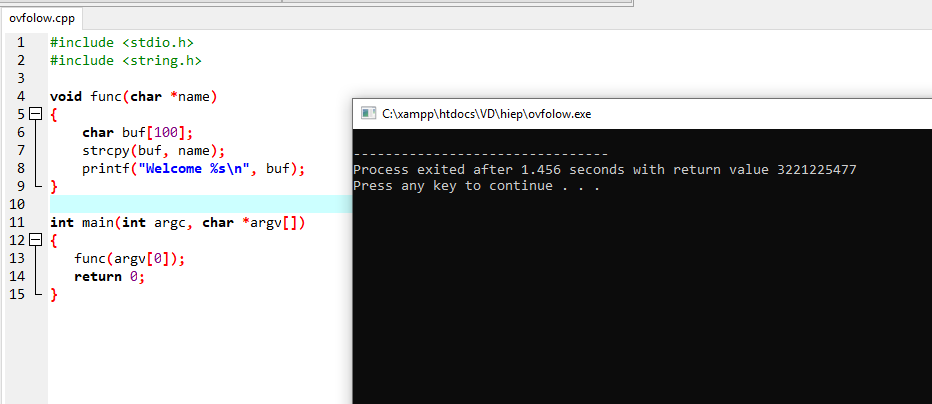 ovfolow.cpp
1 #include <stdio.h>
2 #include <string.h>
3
4 void func(char *name)
5 {
6 char buf[100];
7 strcpy(buf, name);
8 printf("Welcome %s\n", buf);
9 }
10
11 int main(int argc, char *argv[])
12 {
13 func(argv[0]);
14 return 0;
15 }
C:\xampp\htdocs\VD\hiep\ovfolow.exe
--------------------------------
Process exited after 1.456 seconds with return value 3221225477
Press any key to continue . . .